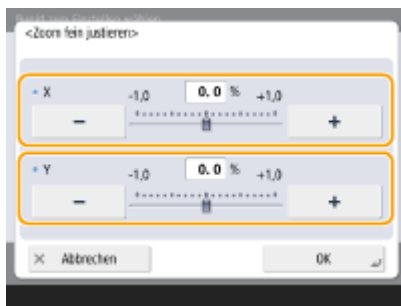 <Zoom fein justieren>
X
-1,0 0.0 % +1,0
− +
Y
-1,0 0.0 % +1,0
− +
× Abbrechen OK